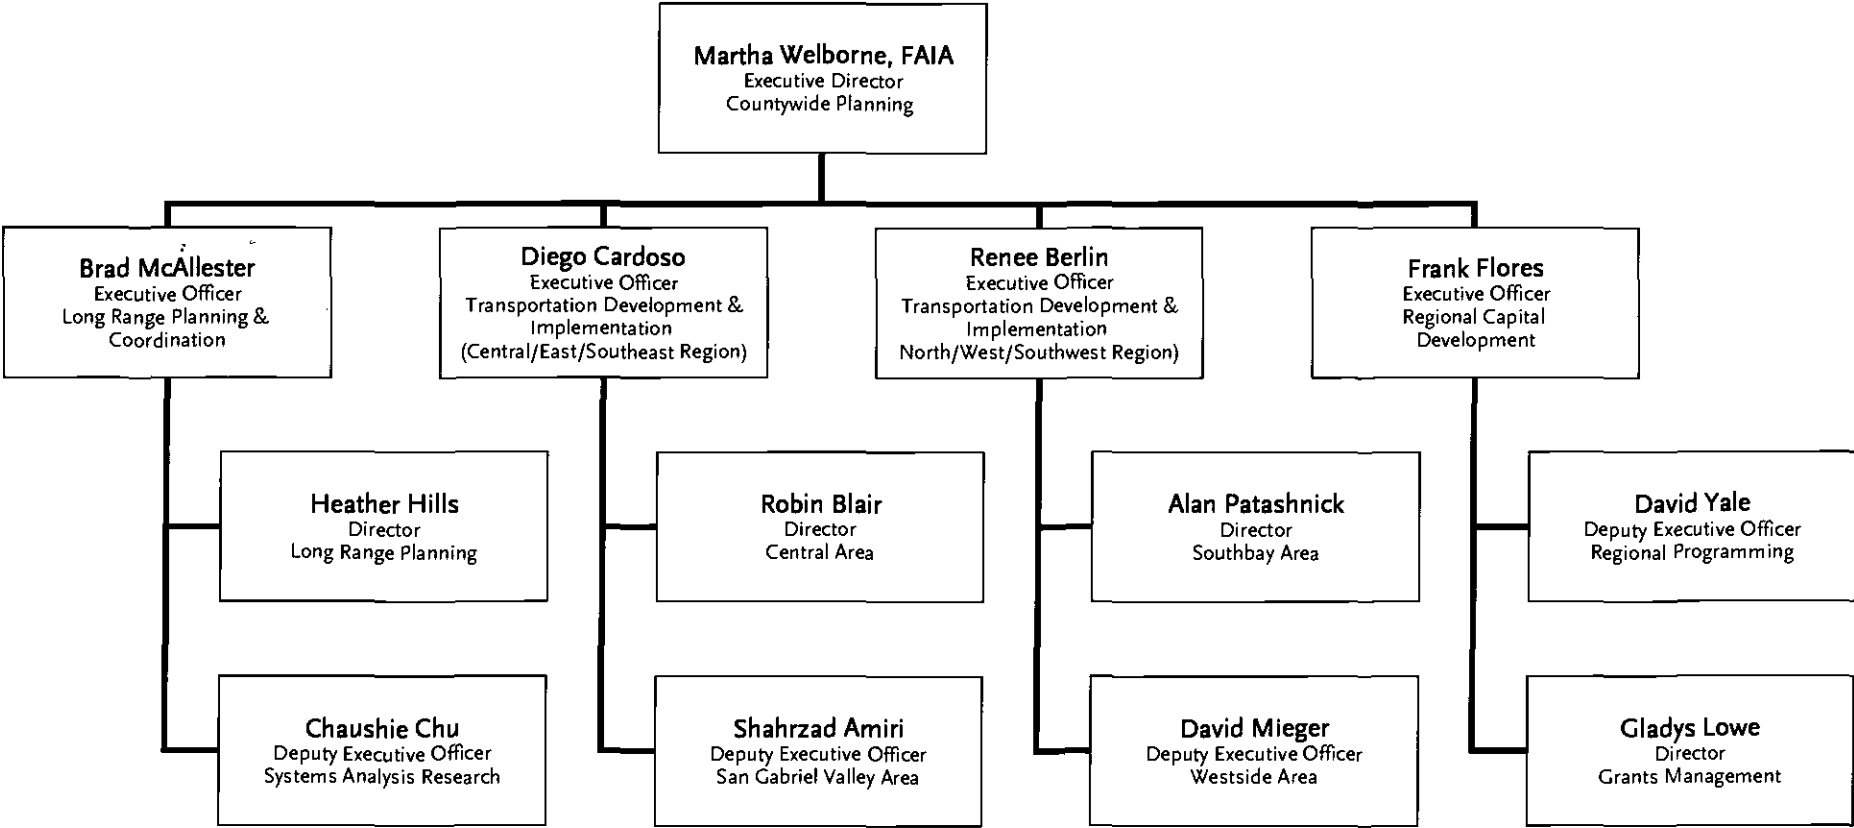 Martha Welborne, FAIA
Executive Director
Countywide Planning
Brad McAllester
Executive Officer
Long Range Planning &
Coordination
Diego Cardoso
Executive Officer
Transportation Development &
Implementation
(Central/East/Southeast Region)
Renee Berlin
Executive Officer
Transportation Development &
Implementation
North/West/Southwest Region)
Frank Flores
Executive Officer
Regional Capital
Development
Heather Hills
Director
Long Range Planning
Robin Blair
Director
Central Area
Alan Patashnick
Director
Southbay Area
David Yale
Deputy Executive Officer
Regional Programming
Chaushie Chu
Deputy Executive Officer
Systems Analysis Research
Shahrzad Amiri
Deputy Executive Officer
San Gabriel Valley Area
David Mieger
Deputy Executive Officer
Westside Area
Gladys Lowe
Director
Grants Management